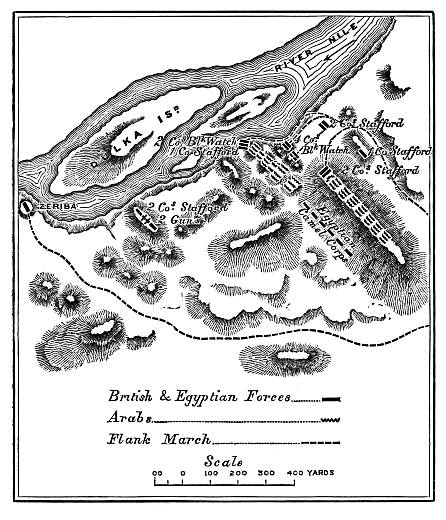 RIVER NILE
DULKA ISD
2 Cos. Bk. Watch
1 Co. Stafford
4 Cos.
Bk. Watch
2 Cos. Stafford
1 Co. Stafford
2 Cos. Stafford
ZERIBA
2 Cos. Stafford
2 Guns
Egyptian
Camel Corps
British & Egyptian Forces
Arabs
Flank March
Scale
00 0 100 200 300 400 YARDS